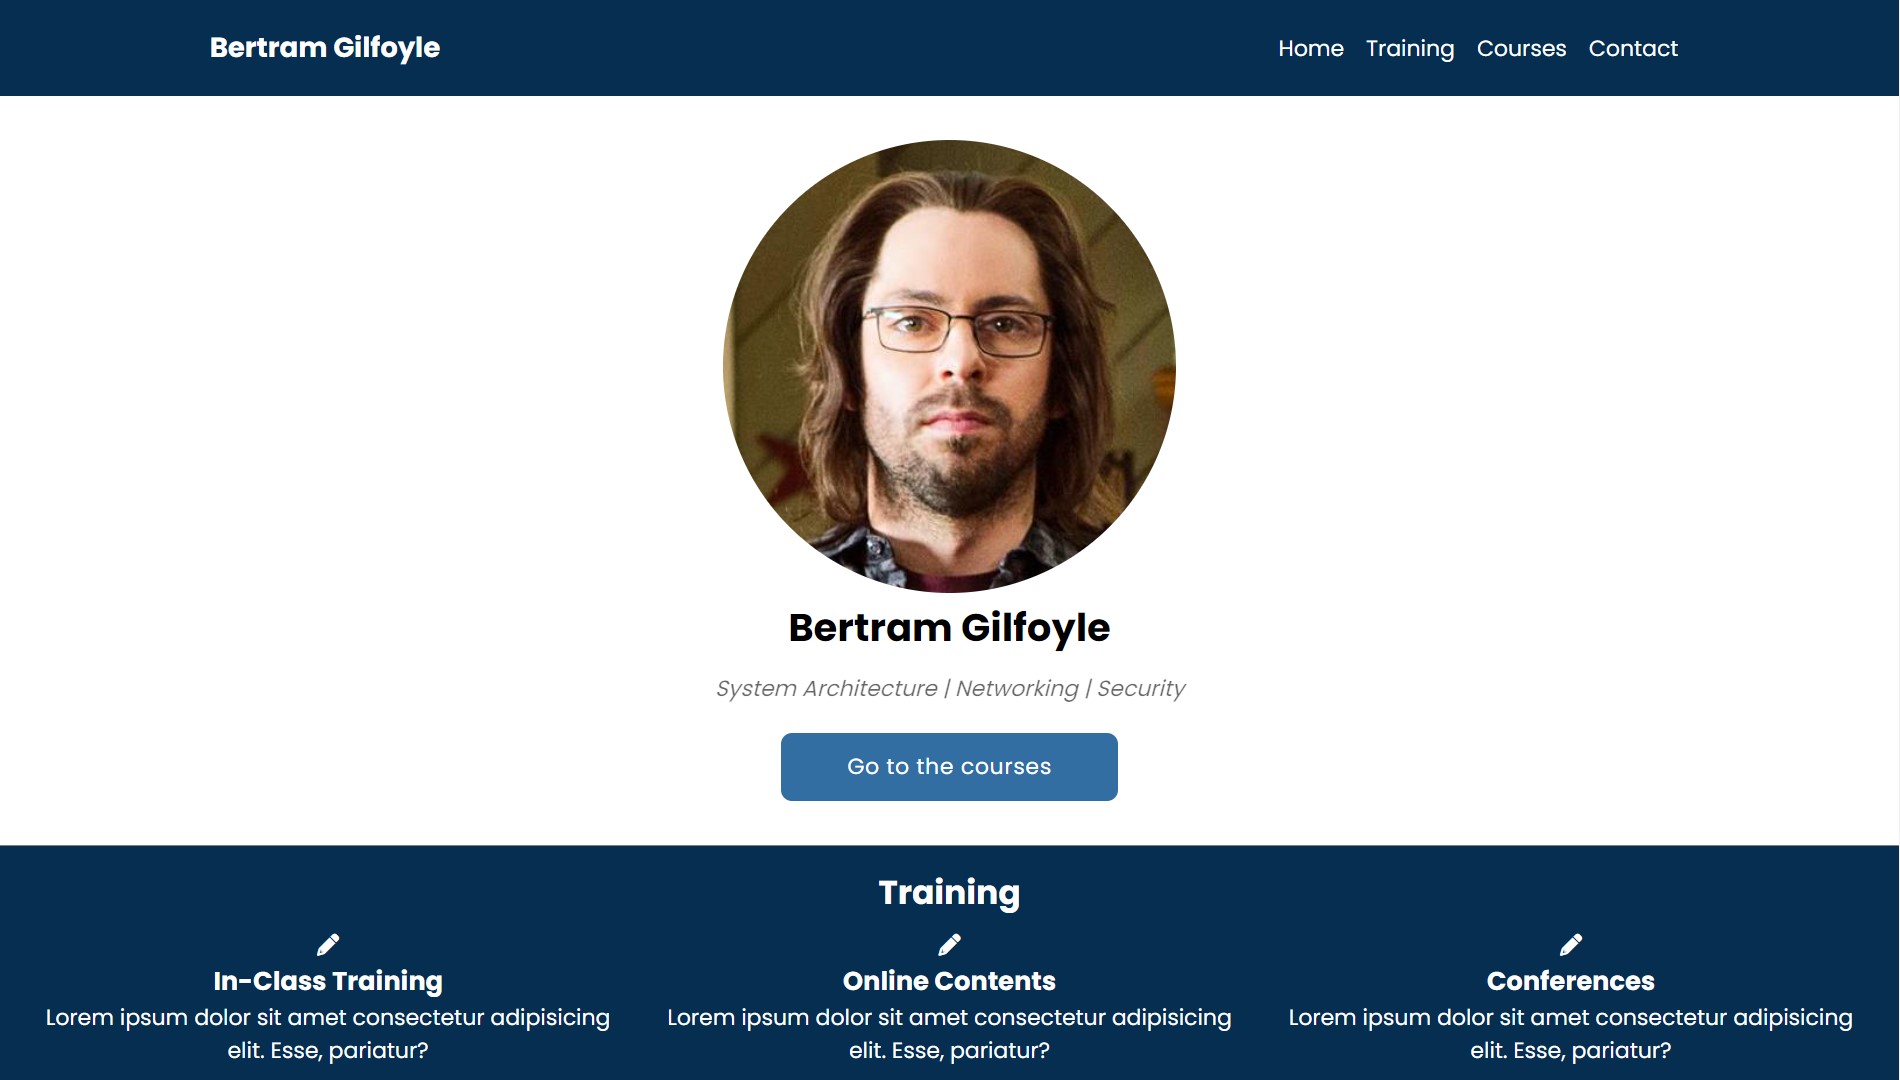 Bertram Gilfoyle
Home Training Courses Contact
Bertram Gilfoyle
System Architecture | Networking | Security
Go to the courses
Training
In-Class Training
Lorem ipsum dolor sit amet consectetur adipisicing
elit. Esse, pariatur?
Online Contents
Lorem ipsum dolor sit amet consectetur adipisicing
elit. Esse, pariatur?
Conferences
Lorem ipsum dolor sit amet consectetur adipisicing
elit. Esse, pariatur?